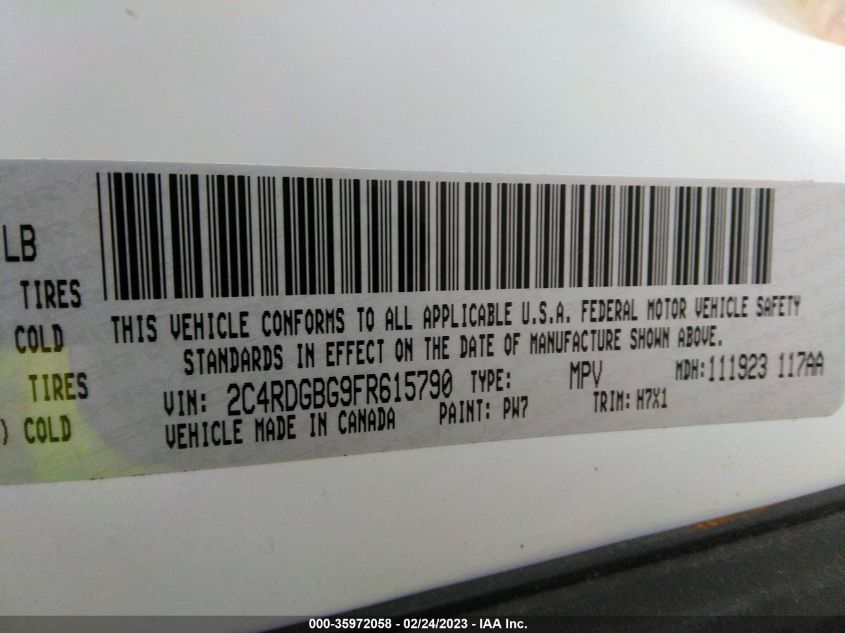 LB
TIRES
COLD
TIRES
) COLD
THIS VEHICLE CONFORMS TO ALL APPLICABLE U.S.A. FEDERAL MOTOR VEHICLE SAFETY
STANDARDS IN EFFECT ON THE DATE OF MANUFACTURE SHOWN ABOVE.
VIN: 2C4RDGBG9FR615790 TYPE: MPV MDH: 111923 117AA
VEHICLE MADE IN CANADA PAINT: PW7 TRIM: H7X1
000-35972058 - 02/24/2023 - IAA Inc.